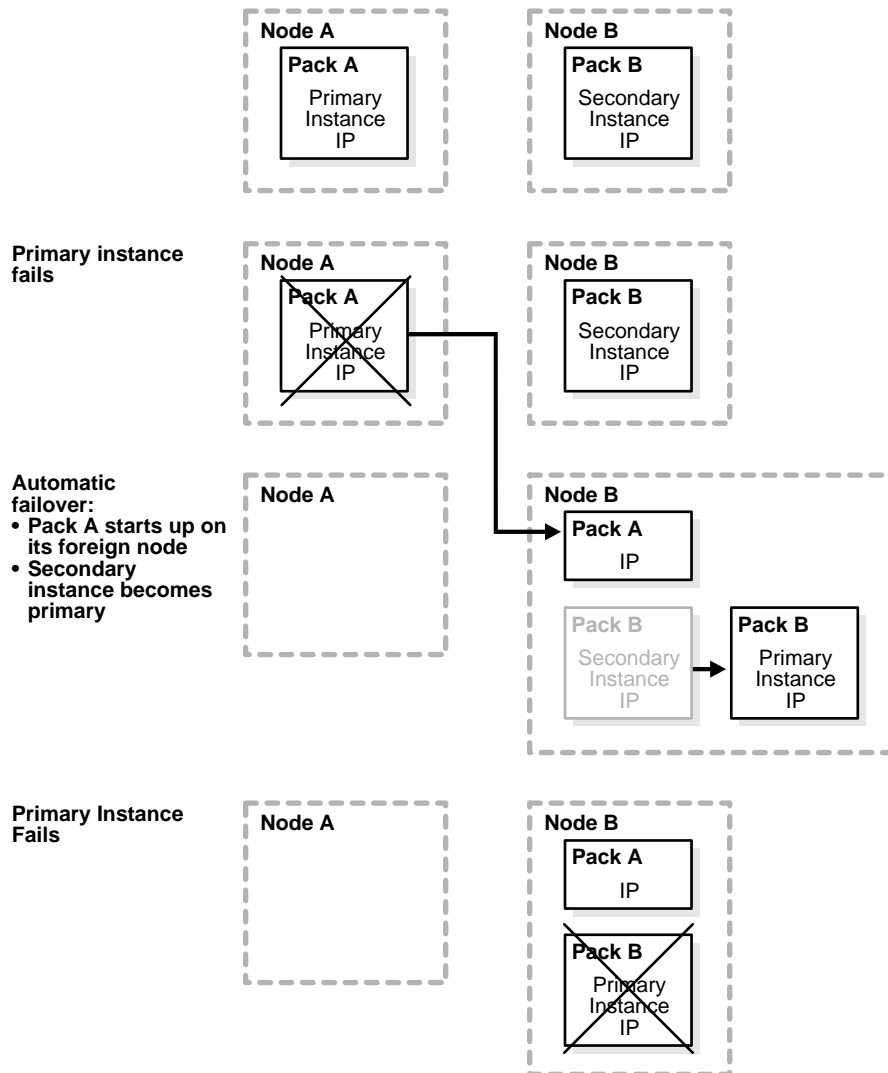 Node A
Pack A
Primary
Instance
IP
Node B
Pack B
Secondary
Instance
IP
Primary instance
fails
Node A
Pack A
Primary
Instance
IP
Node B
Pack B
Secondary
Instance
IP
Automatic
failover:
• Pack A starts up on
its foreign node
• Secondary
instance becomes
primary
Node A
Node B
Pack A
IP
Pack B
Secondary
Instance
IP
Pack B
Primary
Instance
IP
Primary Instance
Fails
Node A
Node B
Pack A
IP
Pack B
Primary
Instance
IP